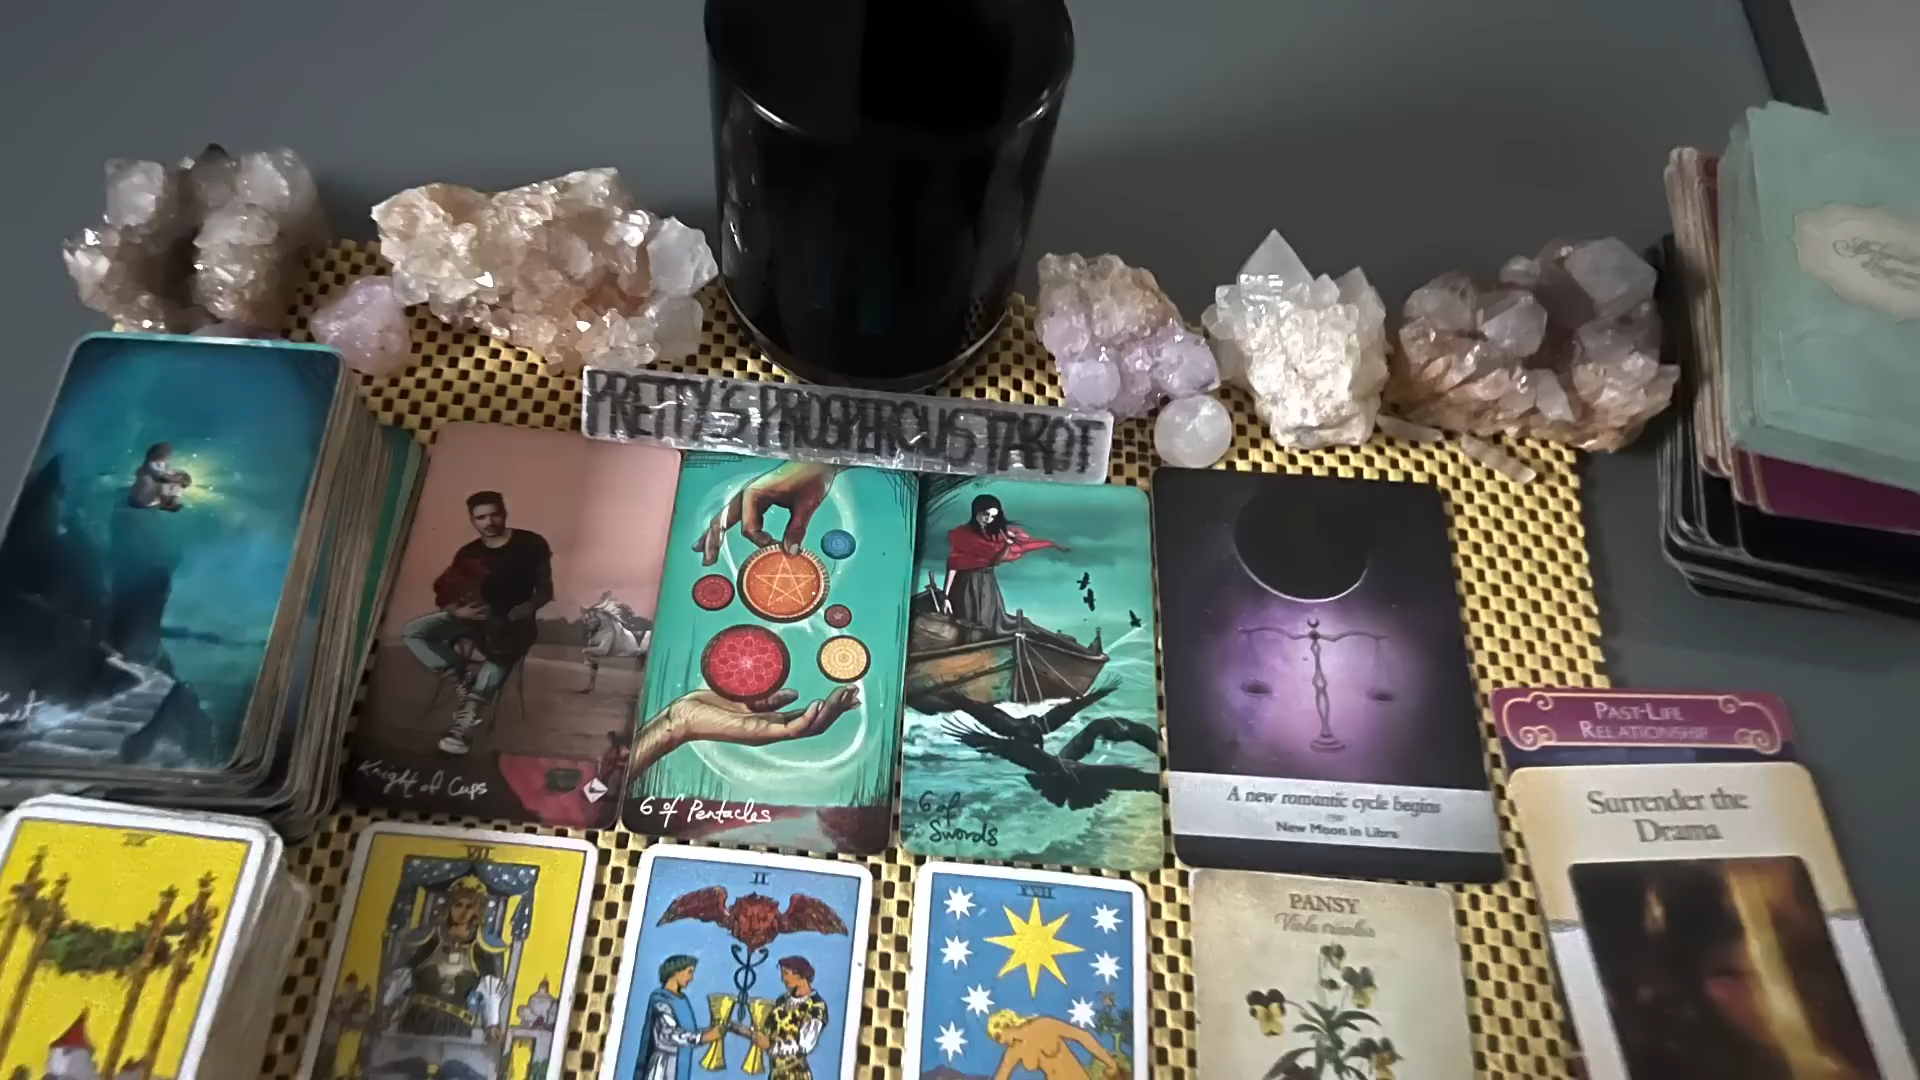 PRETTY'S PROSPEROUS TAROT
Knight of Cups
6 of Pentacles
6 of
Swords
A new romantic cycle begins
New Moon in Libra
PAST-LIFE
RELATIONSHIP
Surrender the
Drama
VII
II
XVII
PANSY
Viola tricolor